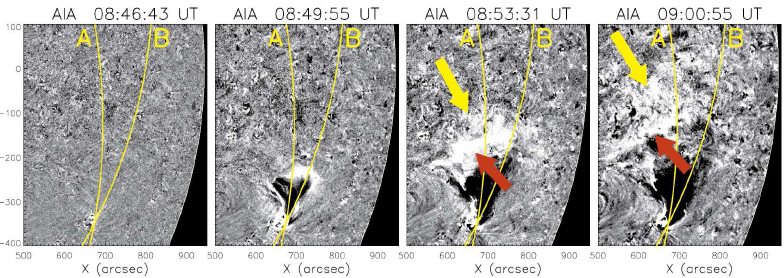 AIA 08:46:43 UT AIA 08:49:55 UT AIA 08:53:31 UT AIA 09:00:55 UT
A B A B A B A B
100
0
-100
-200
-300
-400
500 600 700 800 900 500 600 700 800 900 500 600 700 800 900 500 600 700 800 900
X (arcsec) X (arcsec) X (arcsec) X (arcsec)